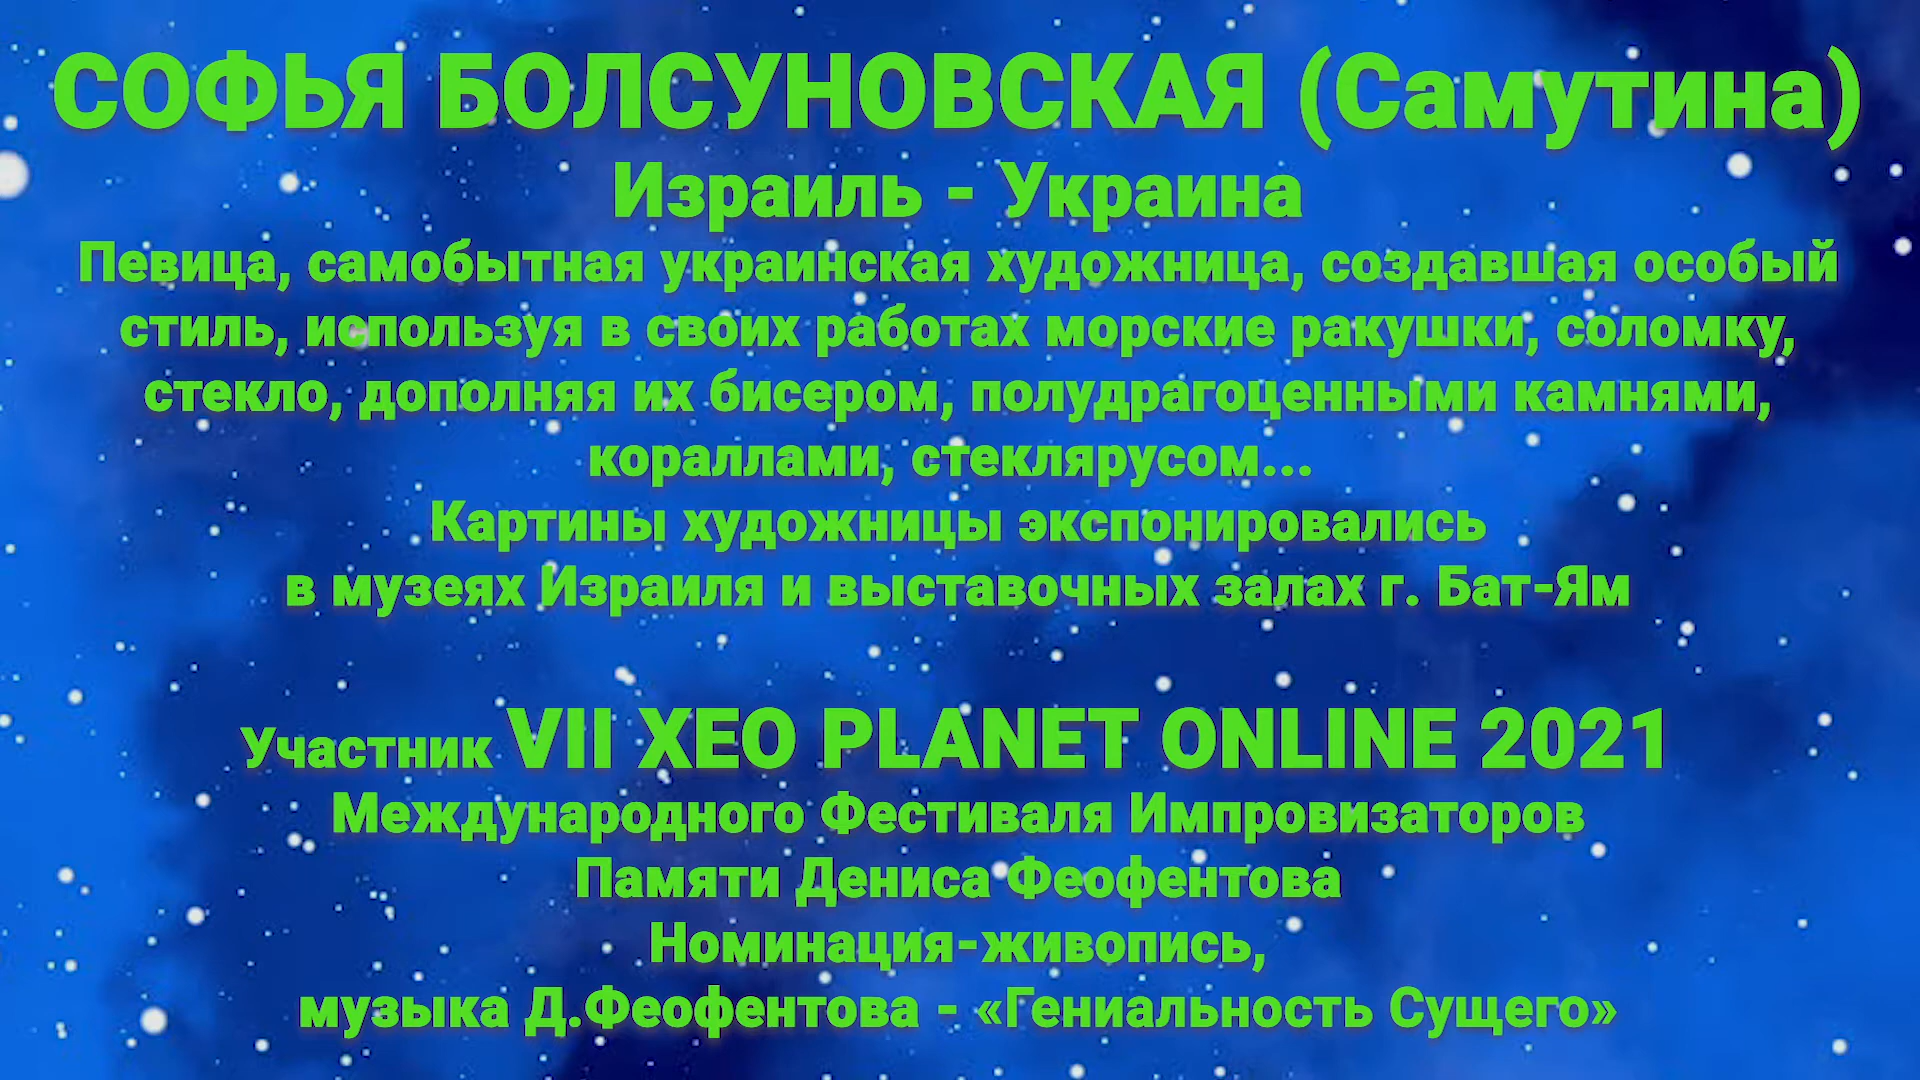 СОФЬЯ БОЛСУНОВСКАЯ (Самутина)
Израиль - Украина
Певица, самобытная украинская художница, создавшая особый
стиль, используя в своих работах морские ракушки, соломку,
стекло, дополняя их бисером, полудрагоценными камнями,
кораллами, стеклярусом...
Картины художницы экспонировались
в музеях Израиля и выставочных залах г. Бат-Ям
Участник VII XEO PLANET ONLINE 2021
Международного Фестиваля Импровизаторов
Памяти Дениса Феофентова
Номинация-живопись,
музыка Д.Феофентова - «Гениальность Сущего»